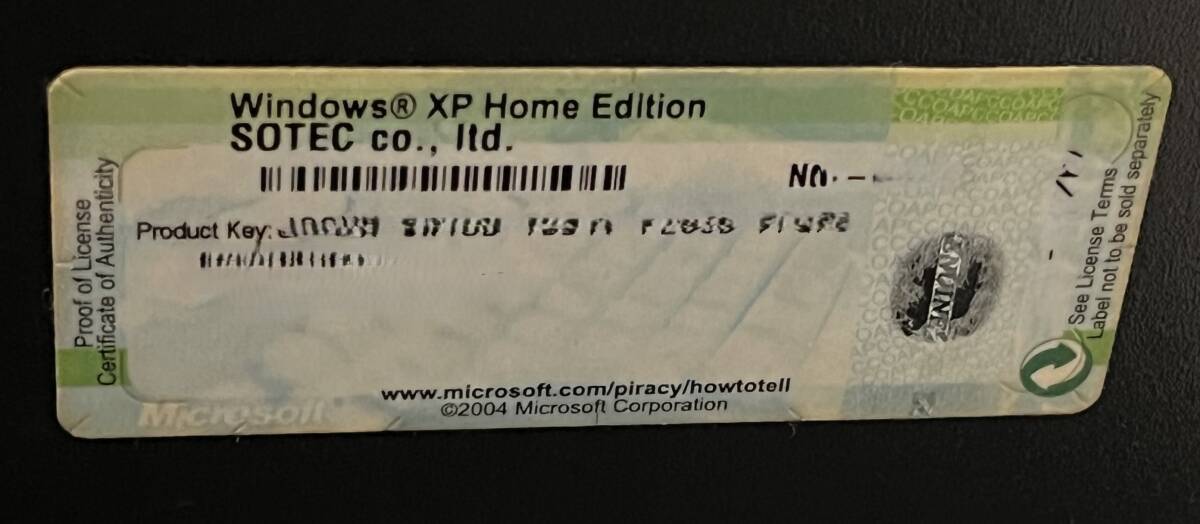 Windows® XP Home Edition
SOTEC co., ltd.
Product Key:
www.microsoft.com/piracy/howtotell
©2004 Microsoft Corporation
Microsoft
Proof of License
Certificate of Authenticity
See License Terms
Label not to be sold separately
GENUINE